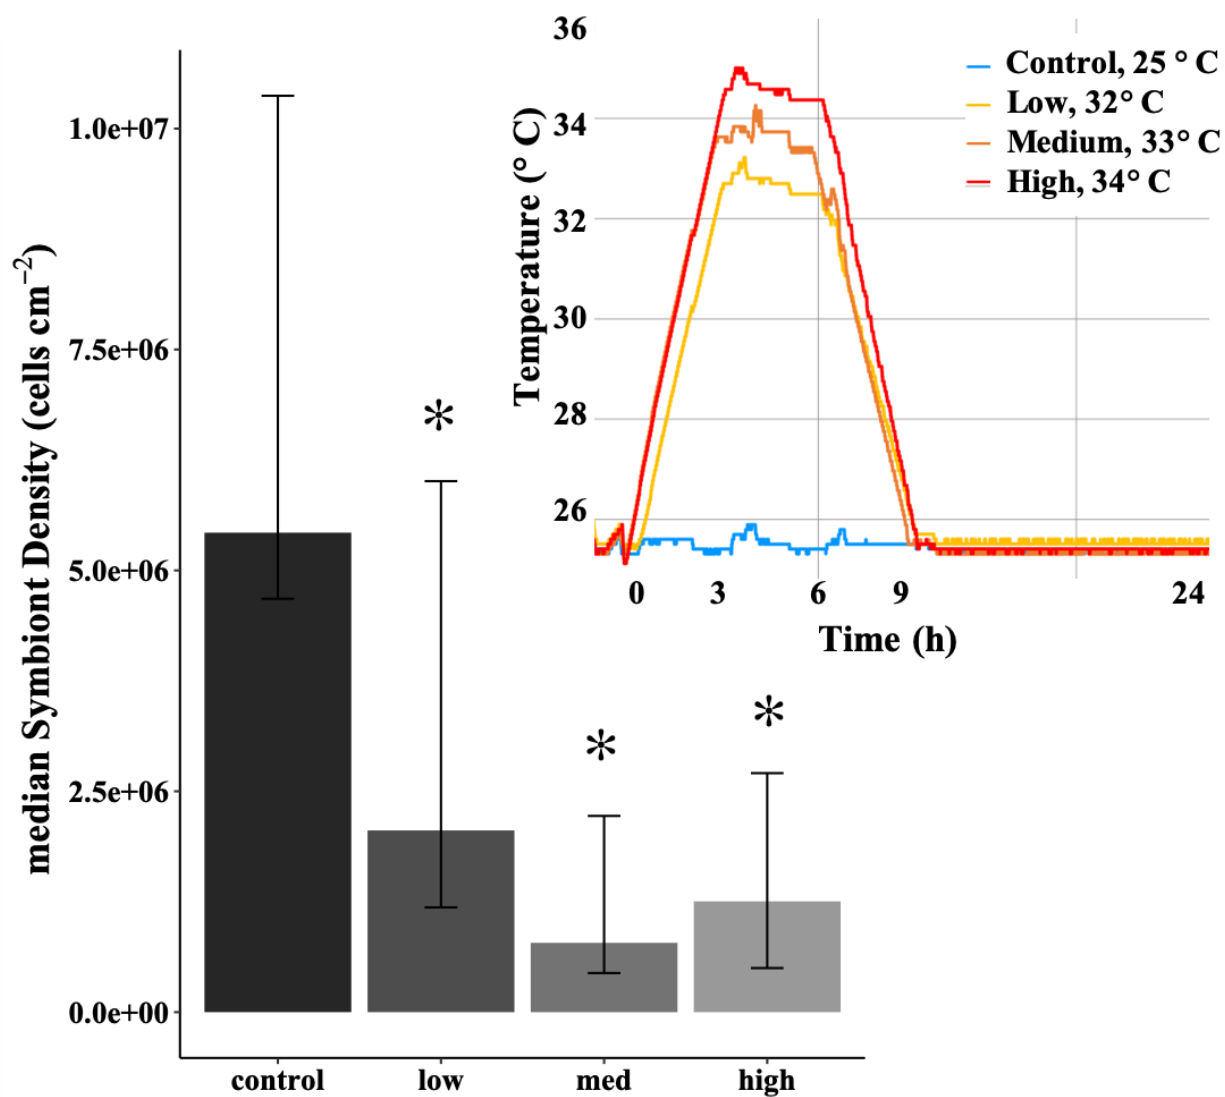 median Symbiont Density (cells cm⁻²)
1.0e+07
7.5e+06
5.0e+06
2.5e+06
0.0e+00
control low med high
*
*
*
Temperature (° C)
36
34
32
30
28
26
0 3 6 9 24
Time (h)
Control, 25 ° C
Low, 32° C
Medium, 33° C
High, 34° C